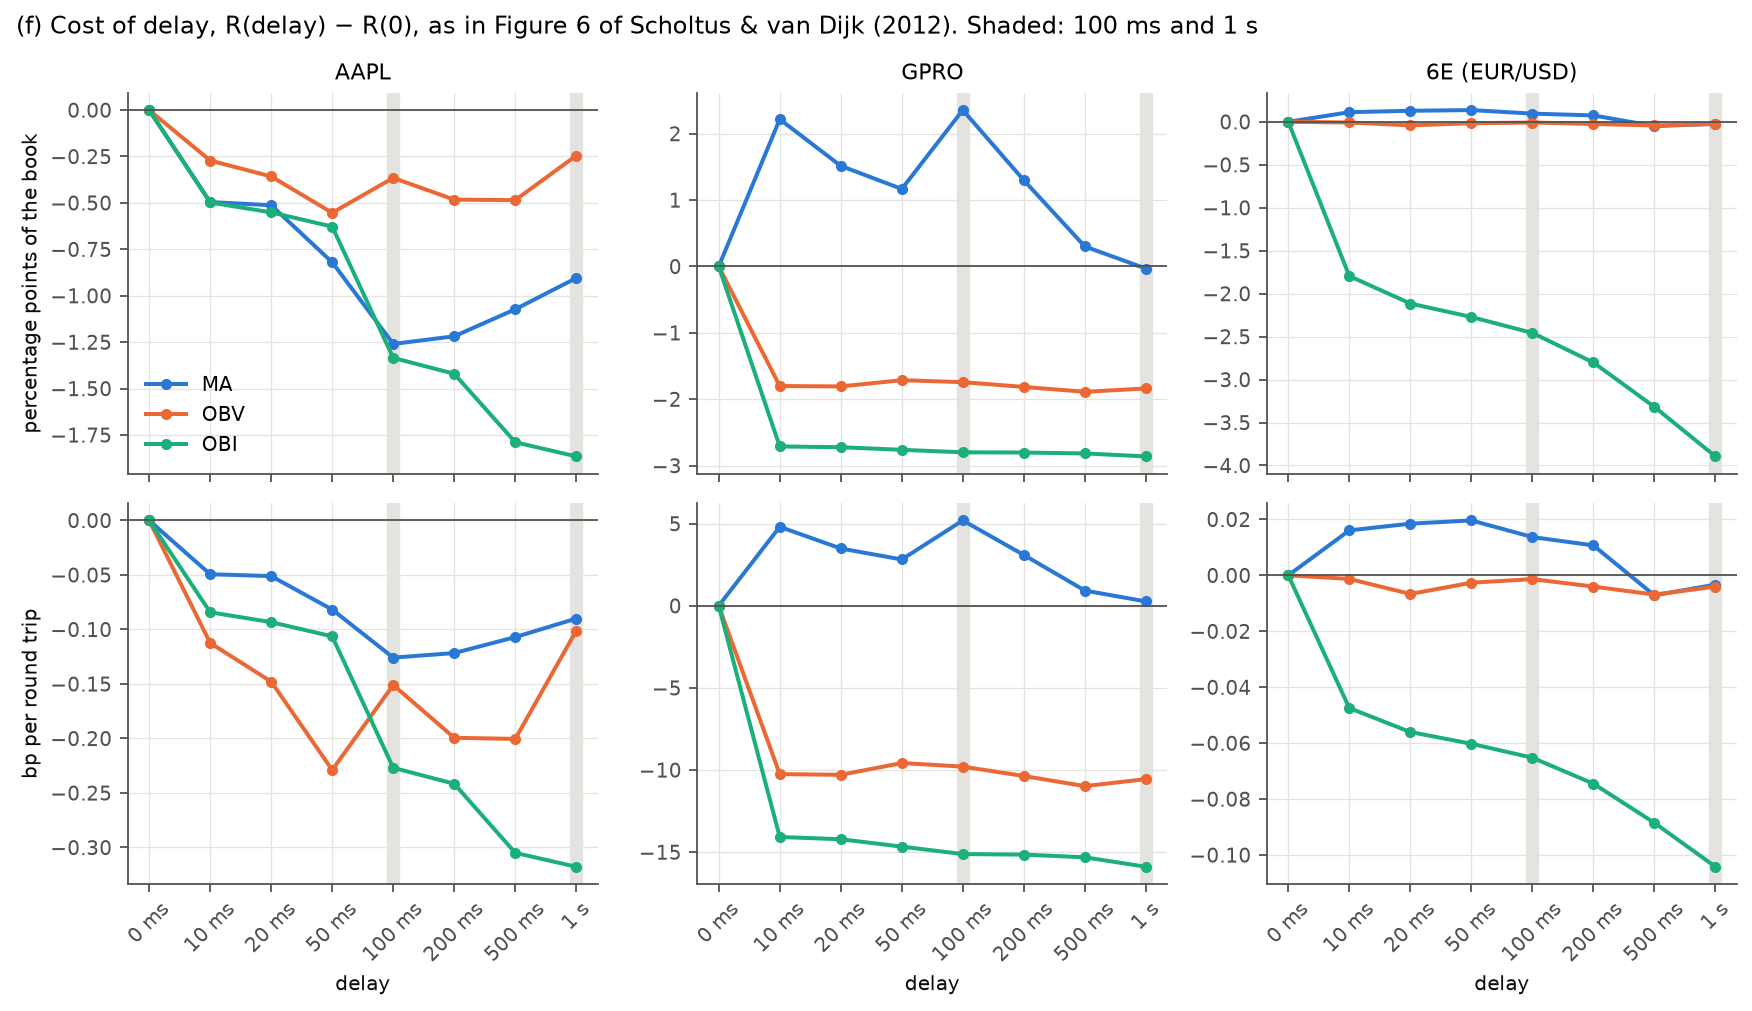 (f) Cost of delay, R(delay) − R(0), as in Figure 6 of Scholtus & van Dijk (2012). Shaded: 100 ms and 1 s
AAPL
GPRO
6E (EUR/USD)
percentage points of the book
0.00
−0.25
−0.50
−0.75
−1.00
−1.25
−1.50
−1.75
MA
OBV
OBI
2
1
0
−1
−2
−3
0.0
−0.5
−1.0
−1.5
−2.0
−2.5
−3.0
−3.5
−4.0
bp per round trip
0.00
−0.05
−0.10
−0.15
−0.20
−0.25
−0.30
5
0
−5
−10
−15
0.02
0.00
−0.02
−0.04
−0.06
−0.08
−0.10
0 ms
10 ms
20 ms
50 ms
100 ms
200 ms
500 ms
1 s
0 ms
10 ms
20 ms
50 ms
100 ms
200 ms
500 ms
1 s
0 ms
10 ms
20 ms
50 ms
100 ms
200 ms
500 ms
1 s
delay
delay
delay